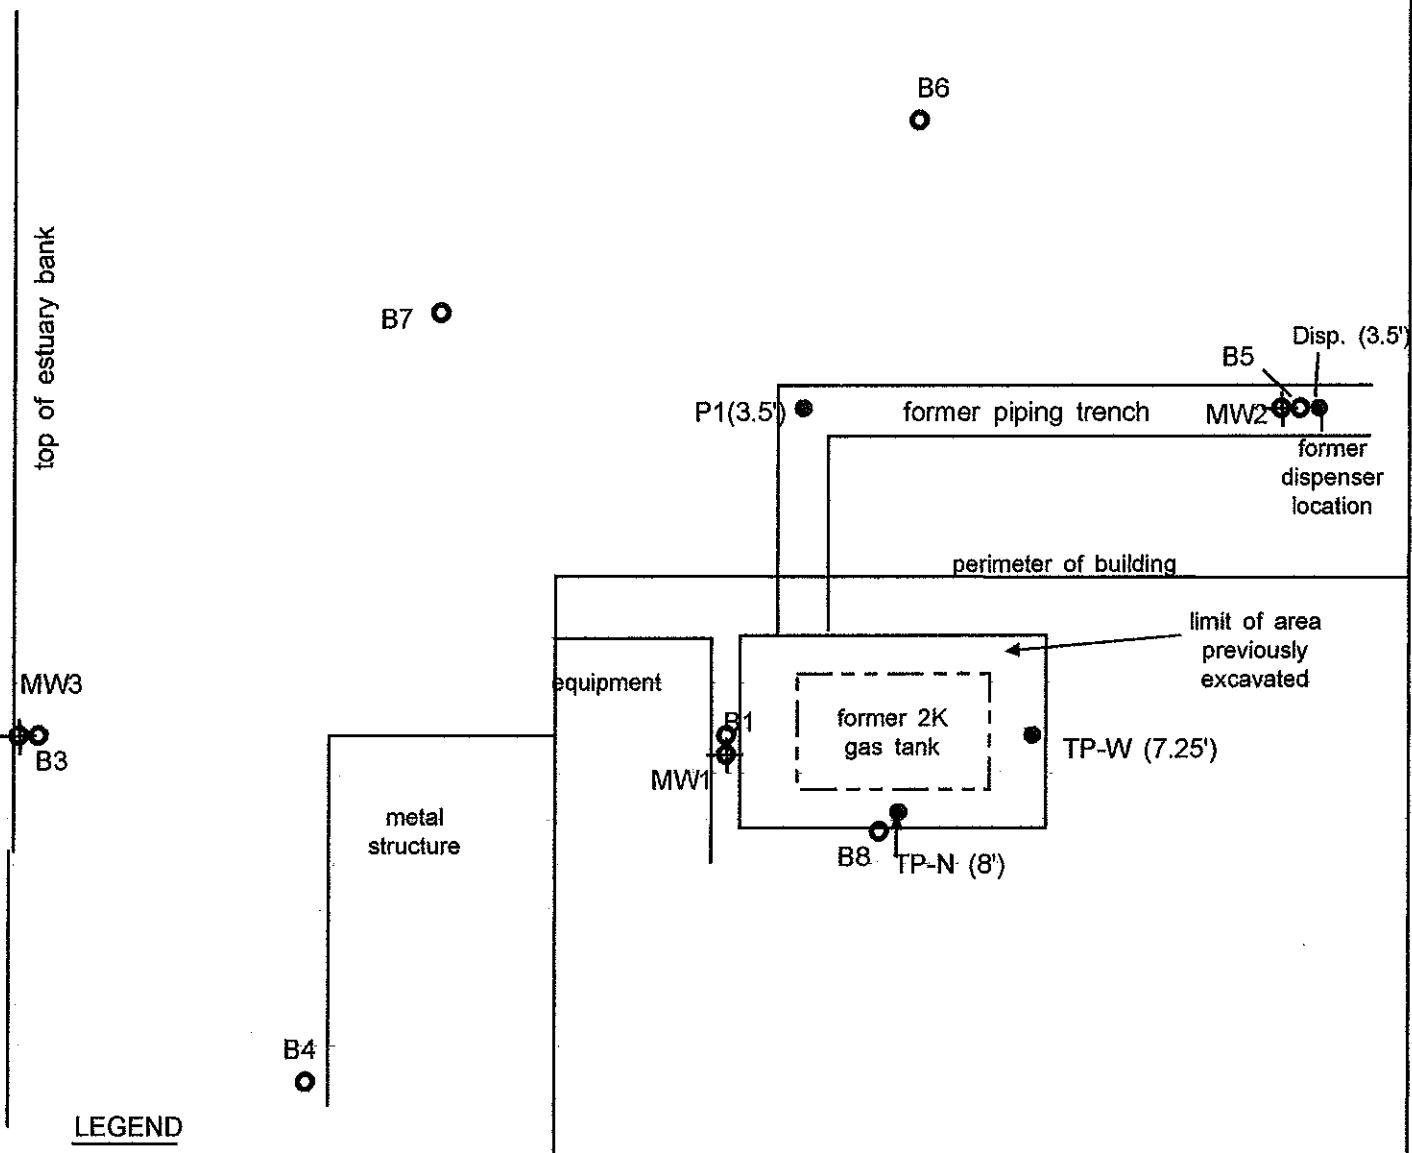 B6
top of estuary bank
B7
Disp. (3.5')
B5
P1(3.5')
former piping trench
MW2
former
dispenser
location
perimeter of building
limit of area
previously
excavated
MW3
equipment
B1
former 2K
gas tank
TP-W (7.25')
B3
MW1
metal
structure
B8
TP-N (8')
B4
LEGEND